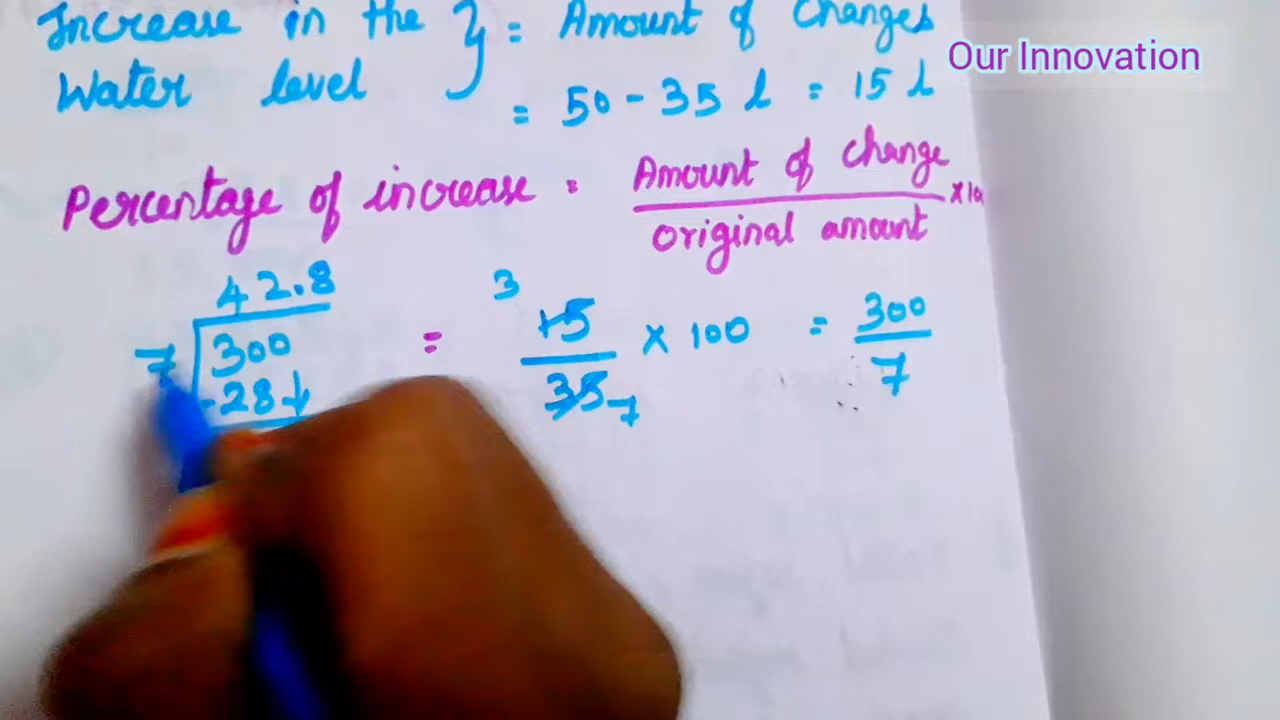 Increase in the } = Amount of Changes
Our Innovation
Water level
= 50 - 35 l = 15 l
Percentage of increase = Amount of change
original amount
42.8
3
7 300
= 15 × 100 = 300
- 28↓
35 7
7